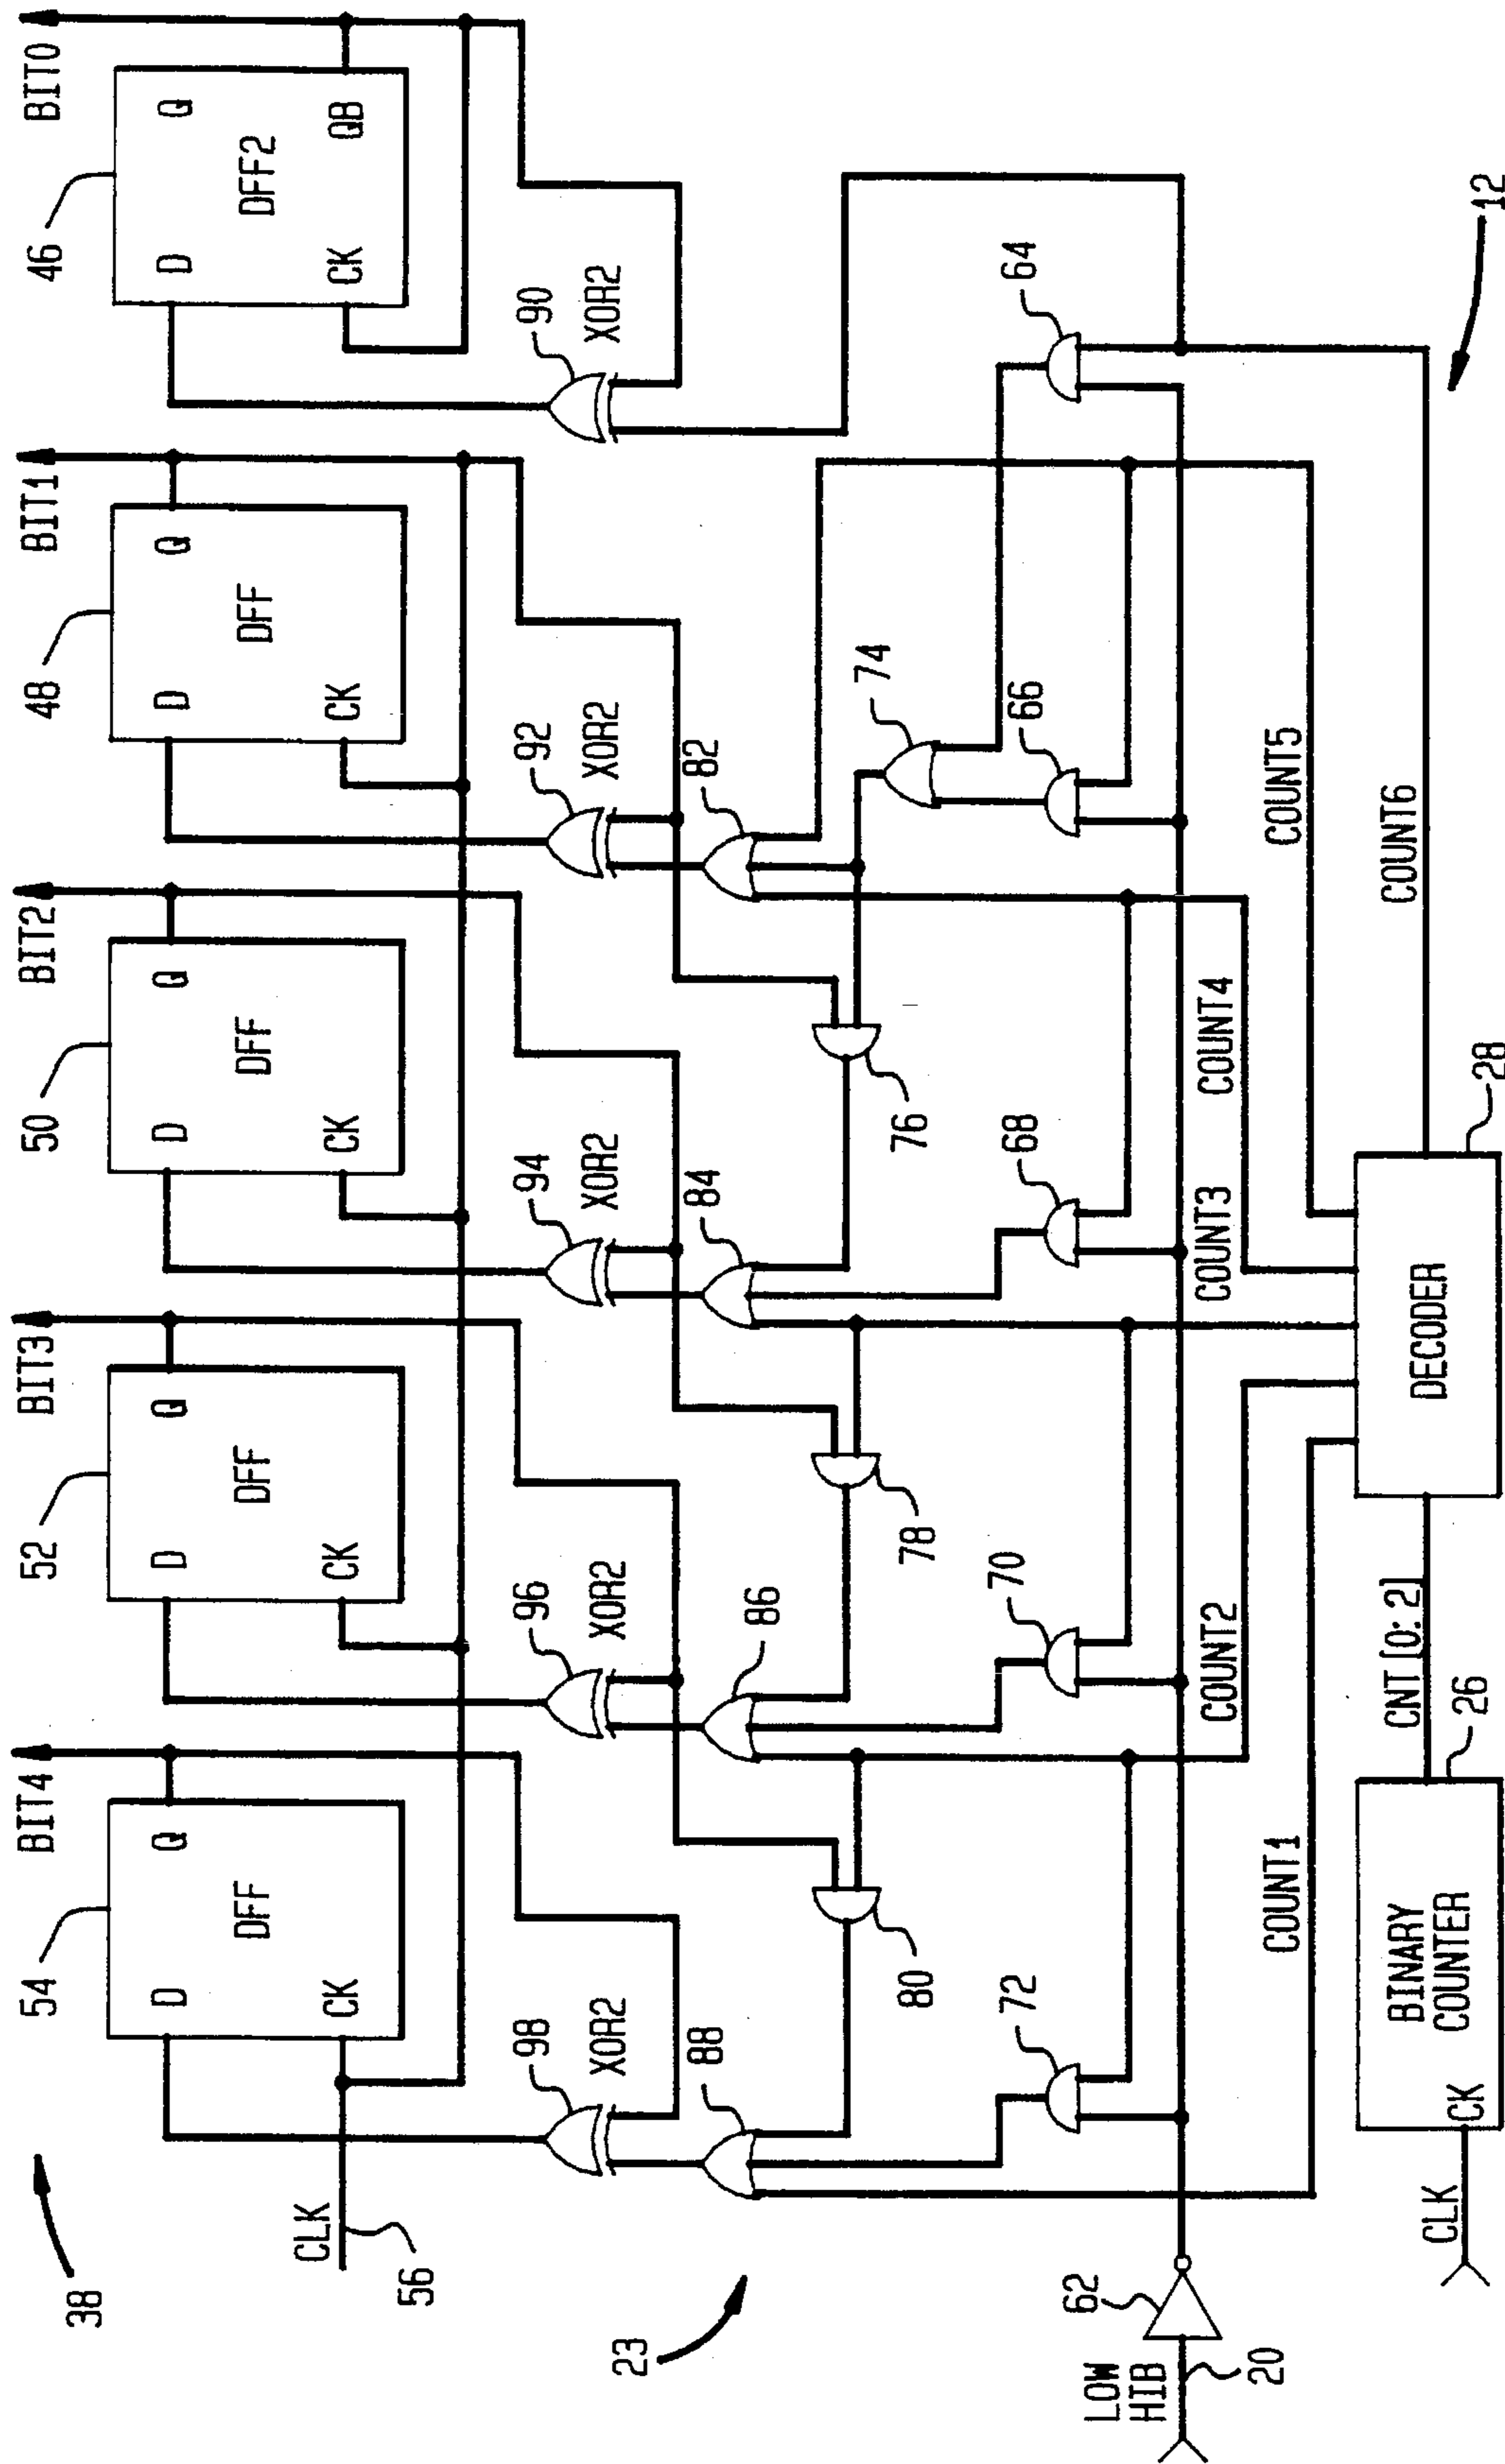 38
BIT4
BIT3
BIT2
BIT1
BIT0
54
52
50
48
46
D
Q
DFF
CK
D
Q
DFF
CK
D
Q
DFF
CK
D
Q
DFF
CK
D
Q
DFF2
CK
QB
CLK
56
98
XOR2
96
XOR2
94
XOR2
92
XOR2
90
XOR2
88
86
84
82
23
80
78
76
74
72
70
68
66
64
LOW
HIB
20
62
COUNT1
COUNT2
COUNT3
COUNT4
COUNT5
COUNT6
CLK
CK
BINARY
COUNTER
26
CNT [0: 2]
DECODER
28
12